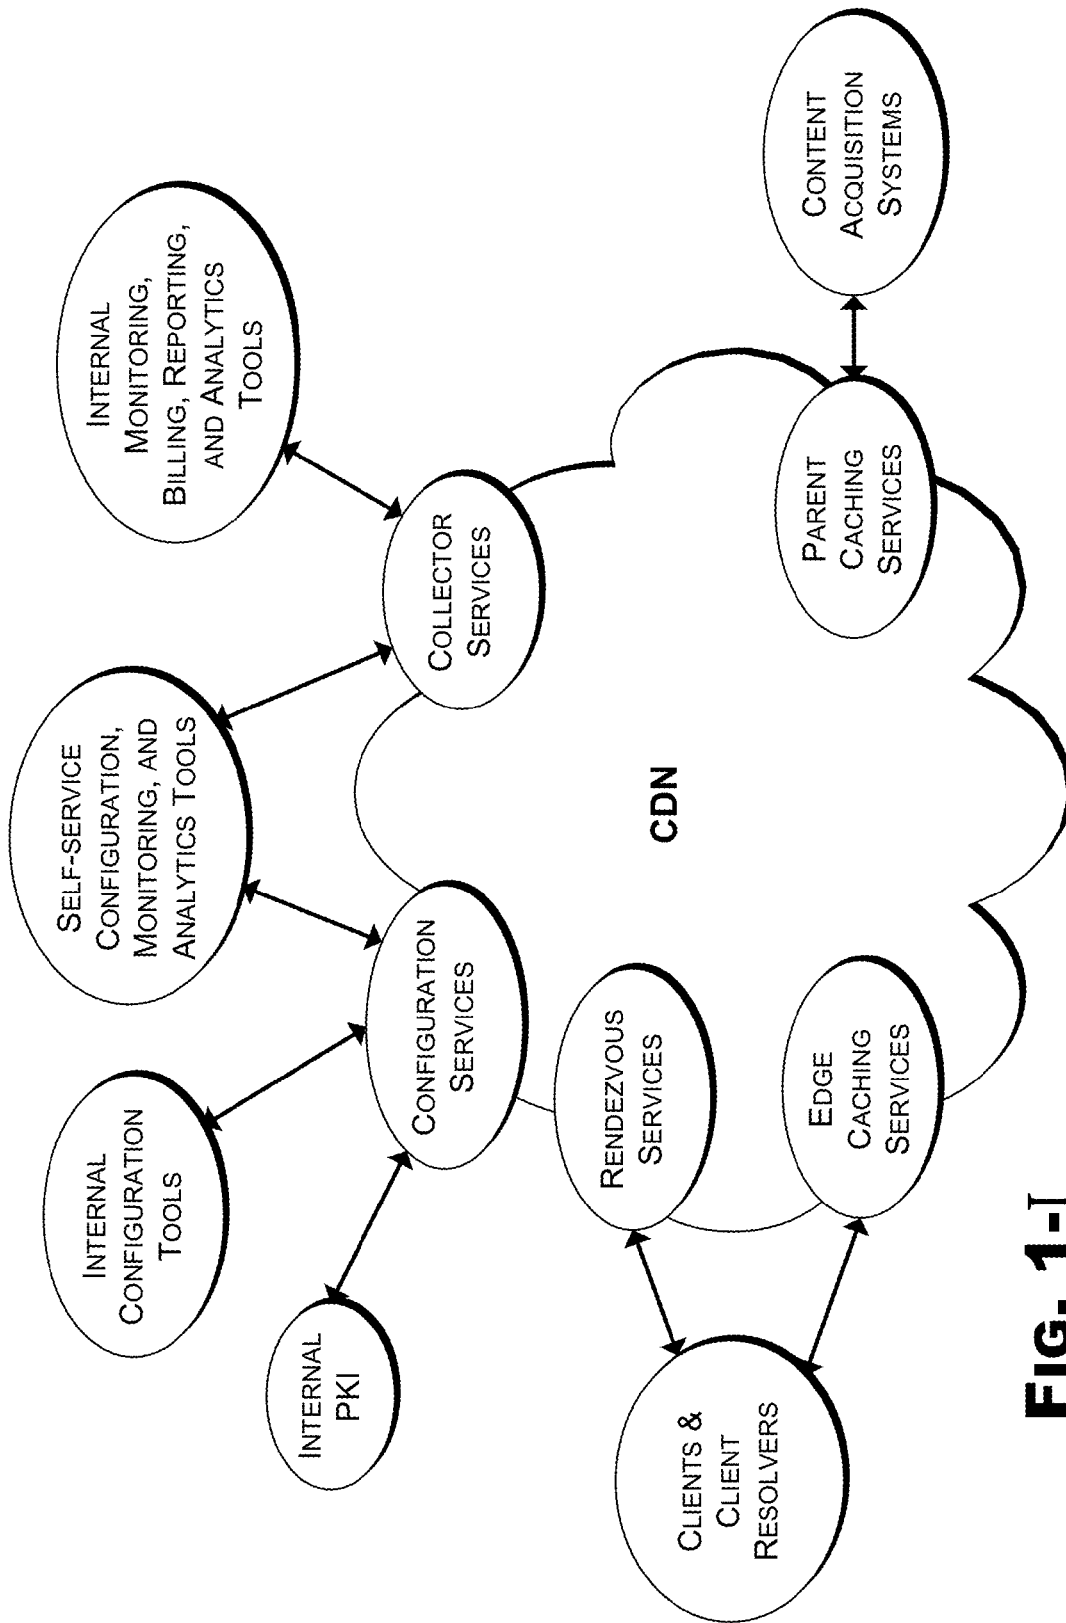 INTERNAL
MONITORING,
BILLING, REPORTING,
AND ANALYTICS
TOOLS
SELF-SERVICE
CONFIGURATION,
MONITORING, AND
ANALYTICS TOOLS
INTERNAL
CONFIGURATION
TOOLS
INTERNAL
PKI
CONFIGURATION
SERVICES
COLLECTOR
SERVICES
CONTENT
ACQUISITION
SYSTEMS
CDN
PARENT
CACHING
SERVICES
RENDEZVOUS
SERVICES
EDGE
CACHING
SERVICES
CLIENTS &
CLIENT
RESOLVERS
FIG. 1-I